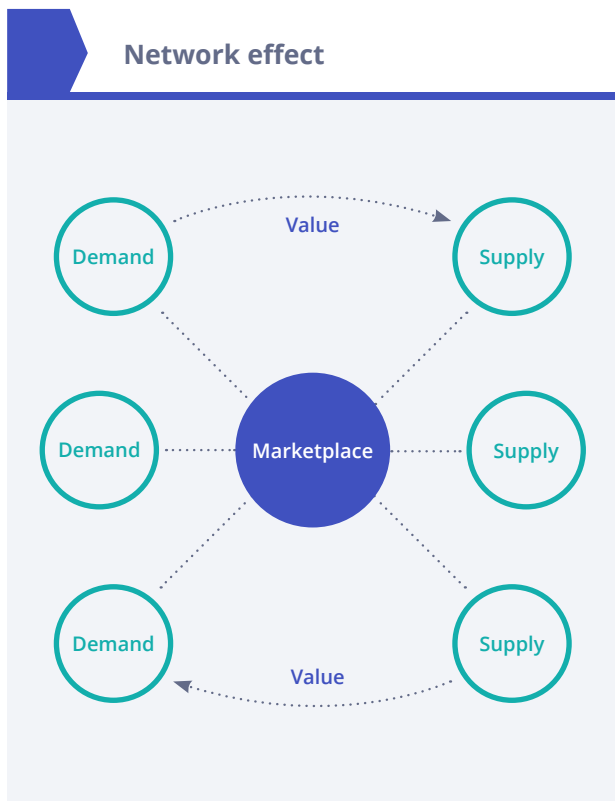 Network effect
Value
Demand
Supply
Demand
Marketplace
Supply
Demand
Supply
Value